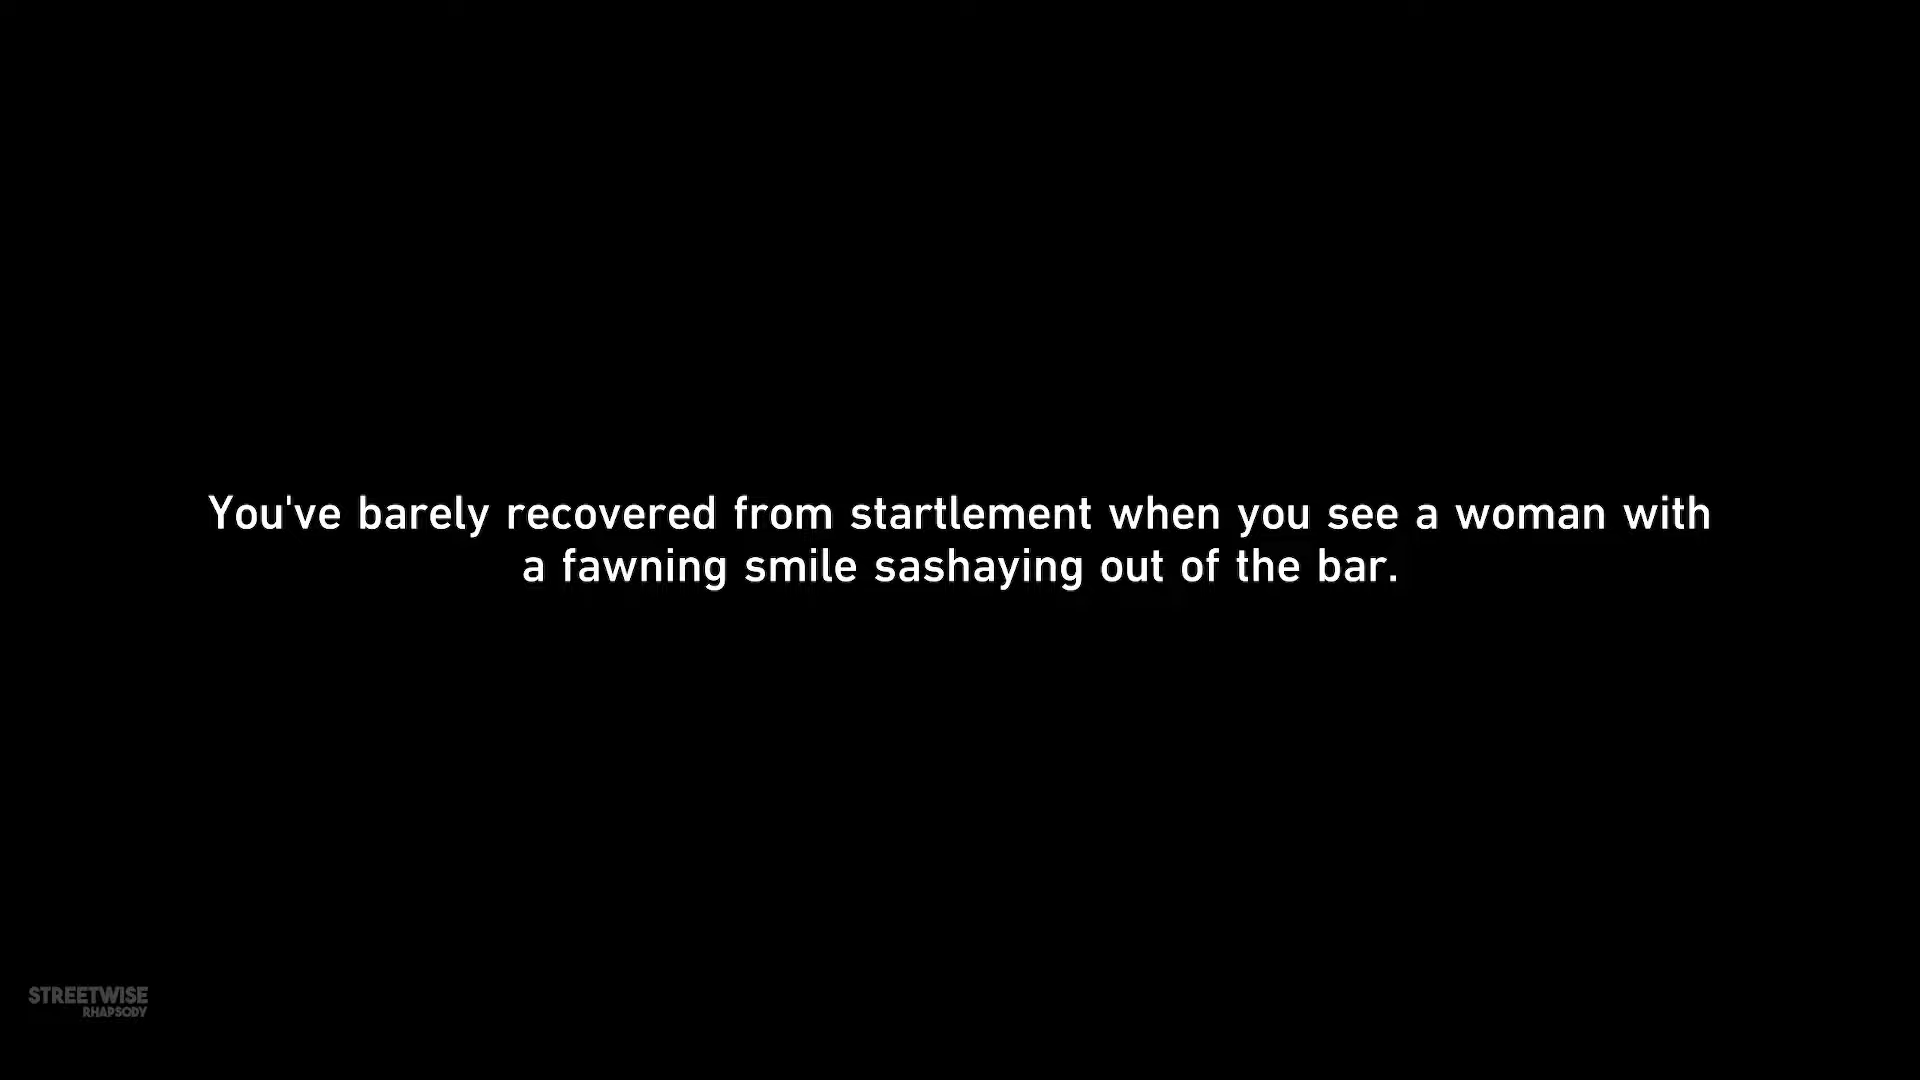 You've barely recovered from startlement when you see a woman with
a fawning smile sashaying out of the bar.
STREETWISE
RHAPSODY